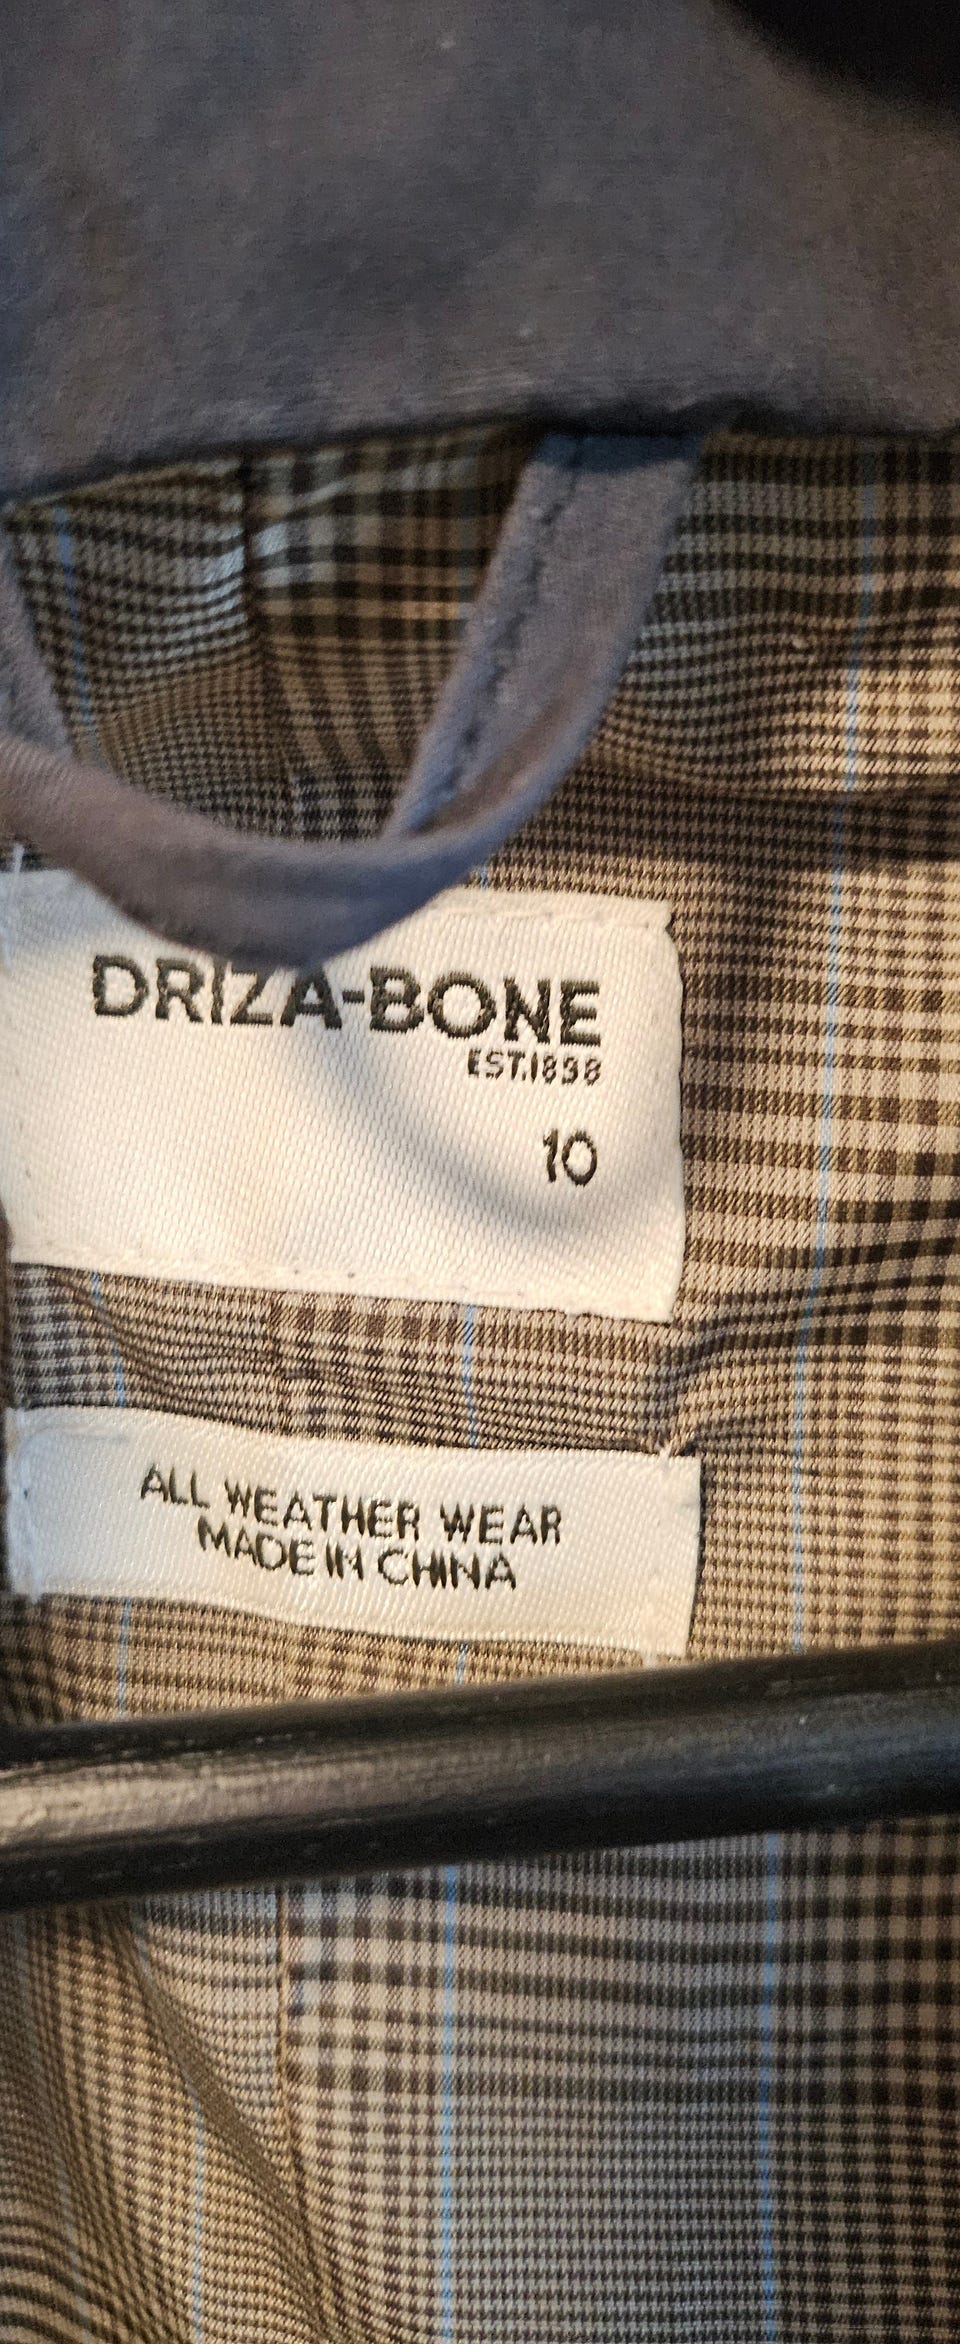 DRIZA-BONE
EST.1898
10
ALL WEATHER WEAR
MADE IN CHINA